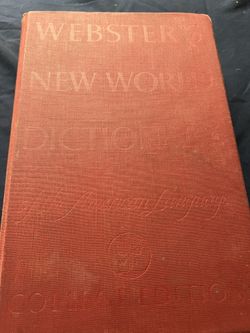 WEBSTER'S
NEW WORLD
DICTIONARY
of the American Language
COLLEGE EDITION